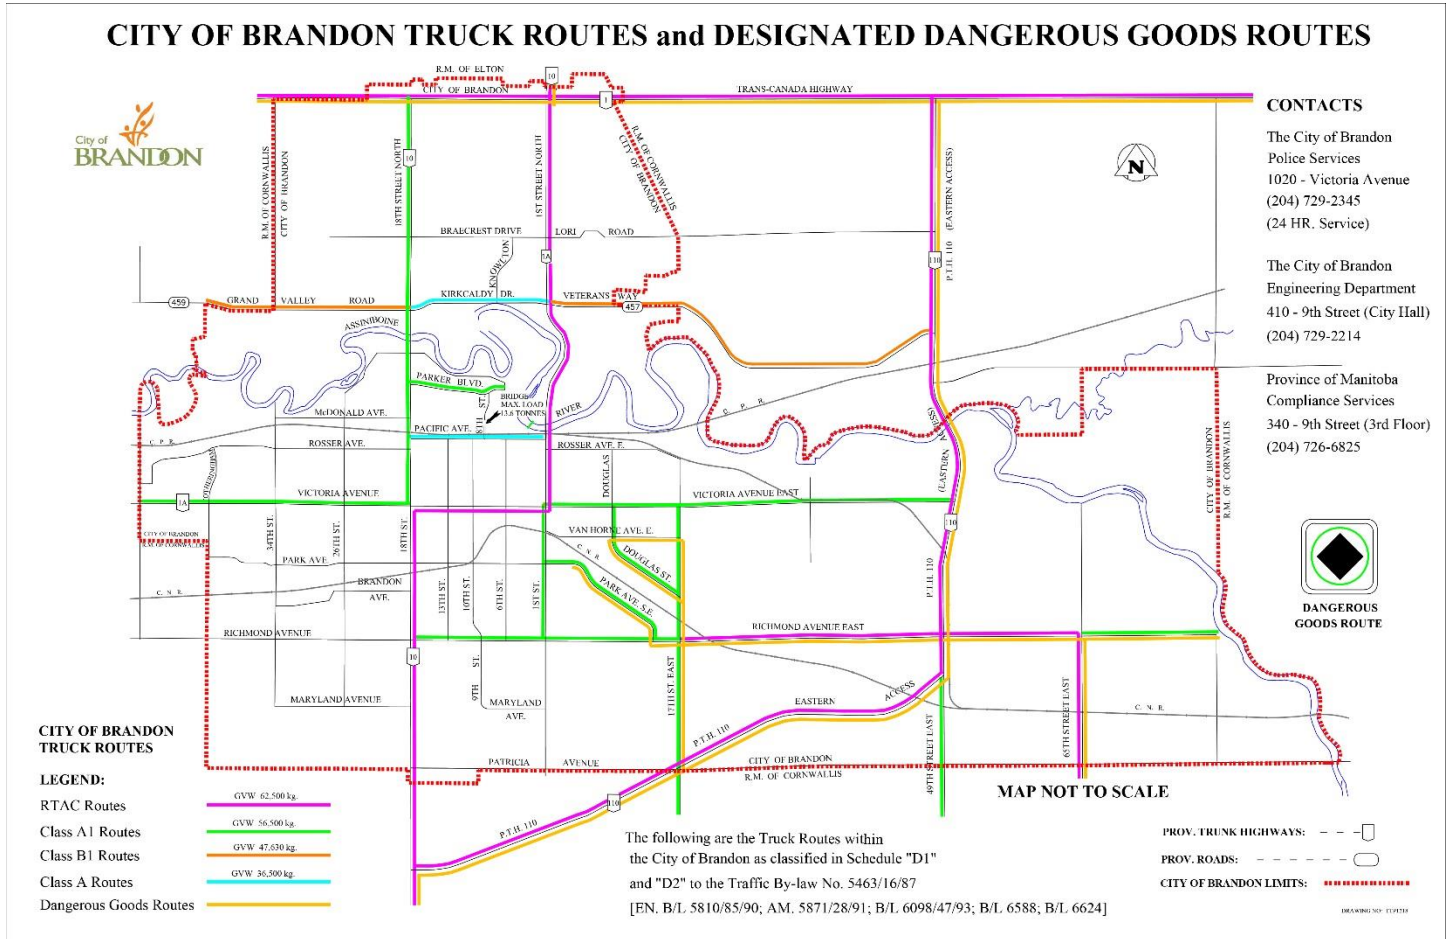 CITY OF BRANDON TRUCK ROUTES and DESIGNATED DANGEROUS GOODS ROUTES
R.M. OF ELTON
CITY OF BRANDON
10
1
TRANS-CANADA HIGHWAY
City of
BRANDON
R.M. OF CORNWALLIS
CITY OF BRANDON
18TH STREET NORTH
10
1ST STREET NORTH
R.M. OF CORNWALLIS
CITY OF BRANDON
P.T.H. 110 (EASTERN ACCESS)
N
BRAECREST DRIVE
LORI ROAD
KNOWLTON
1A
110
459
GRAND VALLEY ROAD
KIRKCALDY DR.
VETERANS WAY
457
ASSINIBOINE
PARKER BLVD.
BRIDGE
MAX. LOAD
13.6 TONNES
RIVER
8TH ST.
McDONALD AVE.
PACIFIC AVE.
C. P. R.
C. P. R.
ROSSER AVE.
ROSSER AVE. E.
DOUGLAS
(EASTERN ACCESS)
CITY OF BRANDON
R.M. OF CORNWALLIS
1A
VICTORIA AVENUE
VICTORIA AVENUE EAST
CITY OF BRANDON
R.M. OF CORNWALLIS
34TH ST.
26TH ST.
18TH ST.
VAN HORNE AVE. E.
C. N. R.
DOUGLAS ST.
110
PARK AVE
BRANDON AVE.
C. N. R.
13TH ST.
10TH ST.
6TH ST.
1ST ST.
PARK AVE. S.E.
P.T.H. 110
RICHMOND AVENUE
RICHMOND AVENUE EAST
10
9TH ST.
17TH ST. EAST
MARYLAND AVENUE
MARYLAND AVE.
EASTERN ACCESS
C. N. R.
P.T.H. 110
49TH STREET EAST
65TH STREET EAST
PATRICIA AVENUE
CITY OF BRANDON
R.M. OF CORNWALLIS
110
P.T.H. 110
MAP NOT TO SCALE
CONTACTS
The City of Brandon
Police Services
1020 - Victoria Avenue
(204) 729-2345
(24 HR. Service)
The City of Brandon
Engineering Department
410 - 9th Street (City Hall)
(204) 729-2214
Province of Manitoba
Compliance Services
340 - 9th Street (3rd Floor)
(204) 726-6825
DANGEROUS
GOODS ROUTE
CITY OF BRANDON
TRUCK ROUTES
LEGEND:
RTAC Routes GVW 62,500 kg.
Class A1 Routes GVW 56,500 kg.
Class B1 Routes GVW 47,630 kg.
Class A Routes GVW 36,500 kg.
Dangerous Goods Routes
The following are the Truck Routes within
the City of Brandon as classified in Schedule "D1"
and "D2" to the Traffic By-law No. 5463/16/87
[EN. B/L 5810/85/90; AM. 5871/28/91; B/L 6098/47/93; B/L 6588; B/L 6624]
PROV. TRUNK HIGHWAYS:
PROV. ROADS:
CITY OF BRANDON LIMITS: